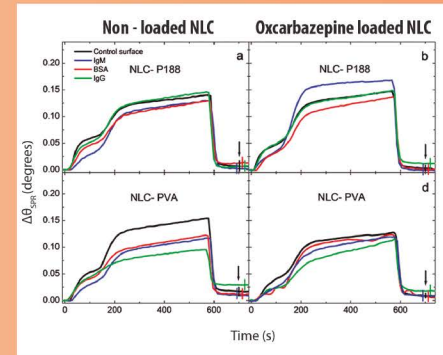 Non - loaded NLC
Oxcarbazepine loaded NLC
0.20
Control surface
IgM
BSA
IgG
a
NLC- P188
b
NLC- P188
0.15
0.10
0.05
0.00
0.20
NLC- PVA
d
NLC- PVA
0.15
0.10
0.05
0.00
Δθ SPR (degrees)
0 200 400 600 0 200 400 600
Time (s)